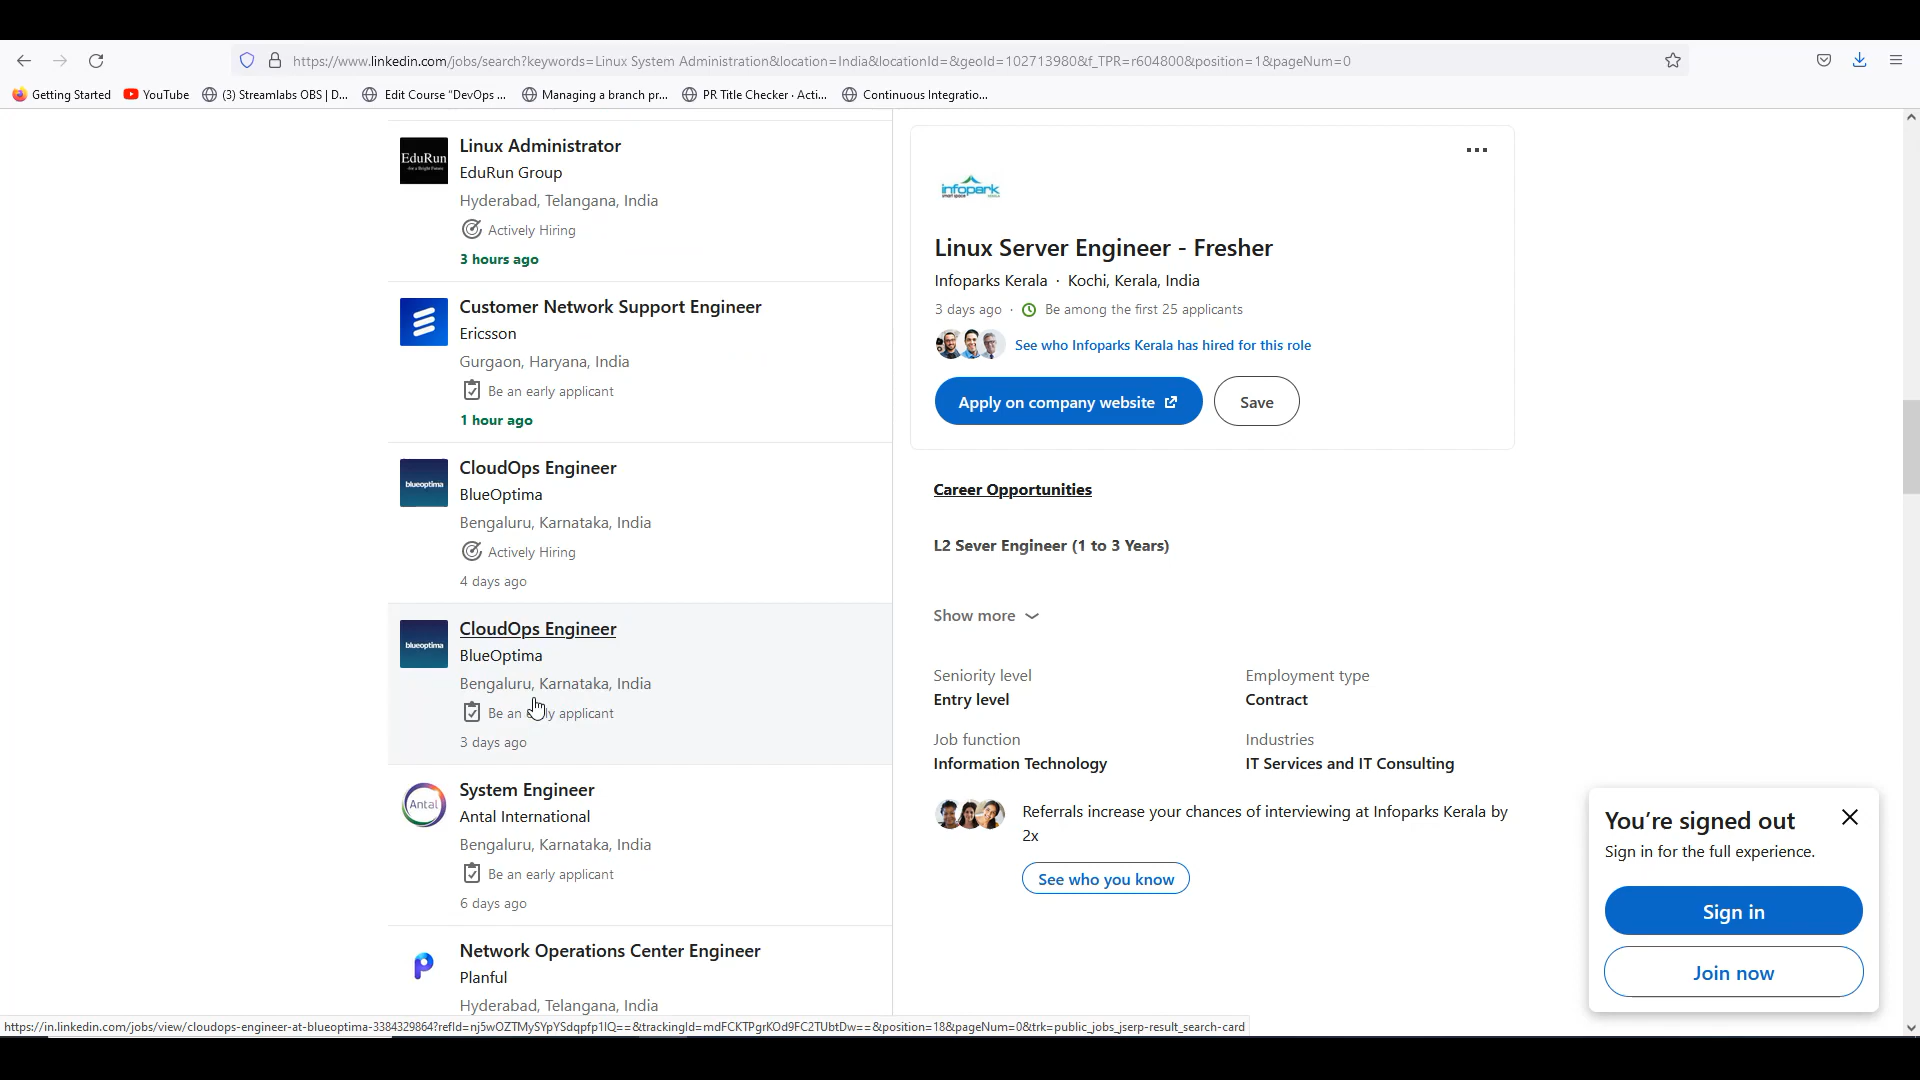 https://www.linkedin.com/jobs/search?keywords=Linux System Administration&location=India&locationId=&geoId=102713980&f_TPR=r604800&position=1&pageNum=0
Getting Started
YouTube
(3) Streamlabs OBS | D...
Edit Course "DevOps ...
Managing a branch pr...
PR Title Checker · Acti...
Continuous Integratio...
EduRun
Linux Administrator
EduRun Group
Hyderabad, Telangana, India
Actively Hiring
3 hours ago
Customer Network Support Engineer
Ericsson
Gurgaon, Haryana, India
Be an early applicant
1 hour ago
blueoptima
CloudOps Engineer
BlueOptima
Bengaluru, Karnataka, India
Actively Hiring
4 days ago
blueoptima
CloudOps Engineer
BlueOptima
Bengaluru, Karnataka, India
Be an early applicant
3 days ago
Antal
System Engineer
Antal International
Bengaluru, Karnataka, India
Be an early applicant
6 days ago
Network Operations Center Engineer
Planful
Hyderabad, Telangana, India
infopark
Linux Server Engineer - Fresher
Infoparks Kerala · Kochi, Kerala, India
3 days ago · Be among the first 25 applicants
See who Infoparks Kerala has hired for this role
Apply on company website
Save
Career Opportunities
L2 Sever Engineer (1 to 3 Years)
Show more
Seniority level
Entry level
Employment type
Contract
Job function
Information Technology
Industries
IT Services and IT Consulting
Referrals increase your chances of interviewing at Infoparks Kerala by
2x
See who you know
You're signed out
Sign in for the full experience.
Sign in
Join now
https://in.linkedin.com/jobs/view/cloudops-engineer-at-blueoptima-3384329864?refId=nj5wOZTMySYpYSdqpfp1lQ==&trackingId=mdFCKTPgrKOd9FC2TUbtDw==&position=18&pageNum=0&trk=public_jobs_jserp-result_search-card